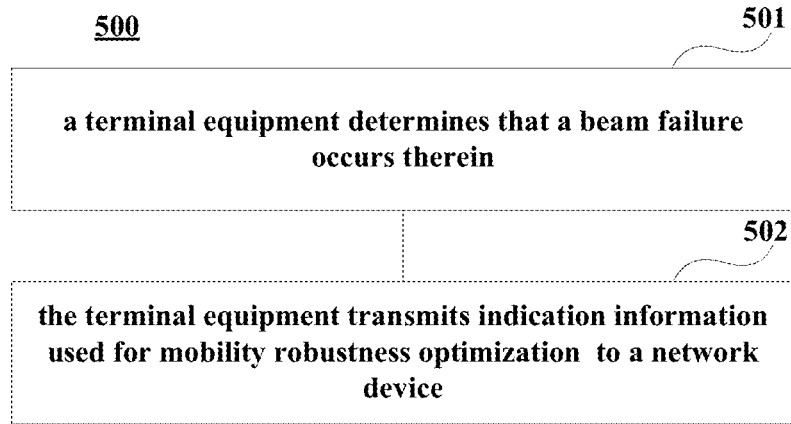 500
501
a terminal equipment determines that a beam failure
occurs therein
502
the terminal equipment transmits indication information
used for mobility robustness optimization to a network
device